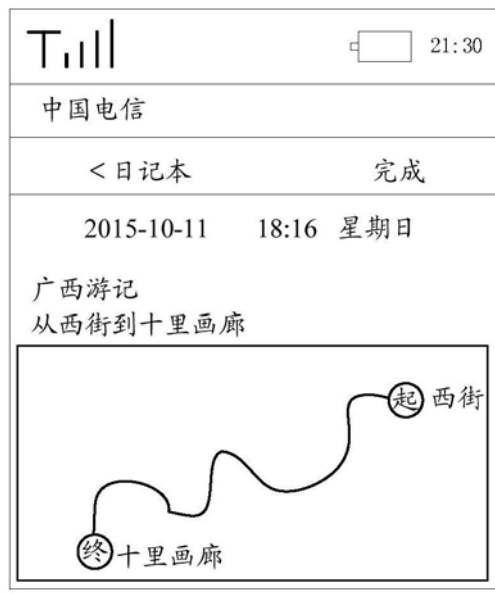 21:30
中国电信
<日记本 完成
2015-10-11 18:16 星期日
广西游记
从西街到十里画廊
起 西街
终 十里画廊